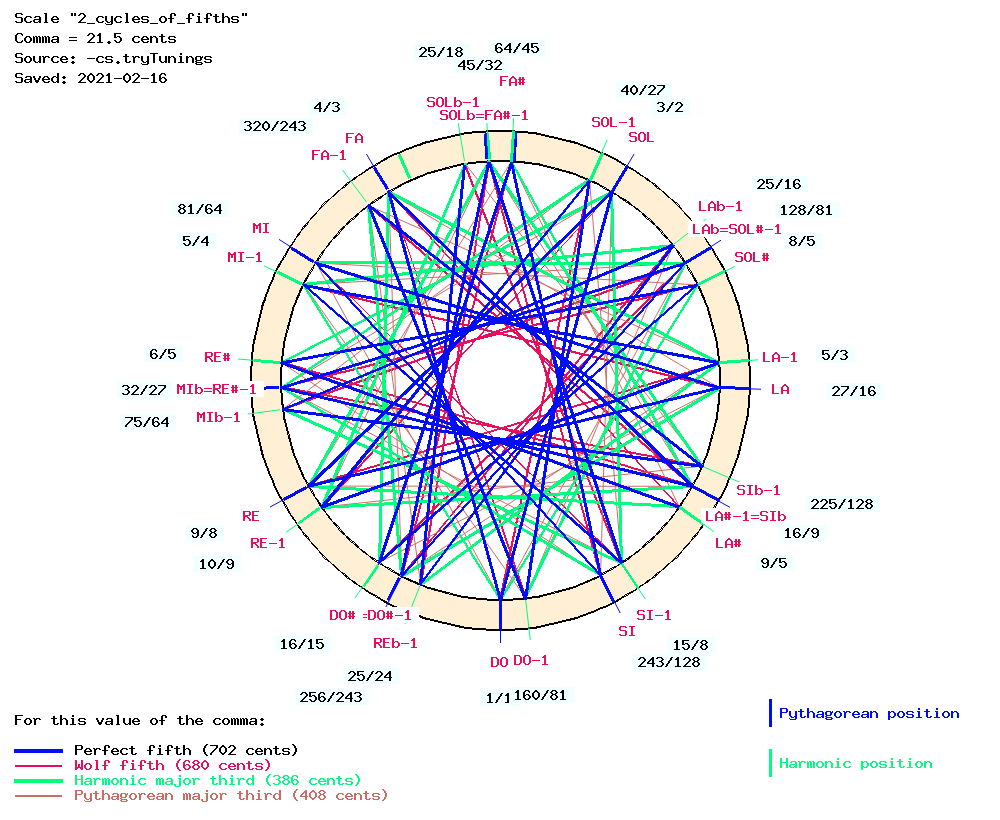 Scale "2_cycles_of_fifths"
Comma = 21.5 cents
Source: -cs.tryTunings
Saved: 2021-02-16
25/18
64/45
45/32
FA#
40/27
3/2
4/3
320/243
SOLb-1
SOLb=FA#-1
SOL-1
SOL
FA
FA-1
25/16
128/81
8/5
LAb-1
LAb=SOL#-1
SOL#
81/64
5/4
MI
MI-1
6/5
RE#
LA-1
5/3
32/27
MIb=RE#-1
LA
27/16
75/64
MIb-1
SIb-1
225/128
LA#-1=SIb
16/9
LA#
9/5
RE
9/8
RE-1
10/9
DO# =DO#-1
REb-1
16/15
25/24
256/243
SI-1
SI
15/8
243/128
DO DO-1
1/1 160/81
For this value of the comma:
Perfect fifth (702 cents)
Wolf fifth (680 cents)
Harmonic major third (386 cents)
Pythagorean major third (408 cents)
Pythagorean position
Harmonic position